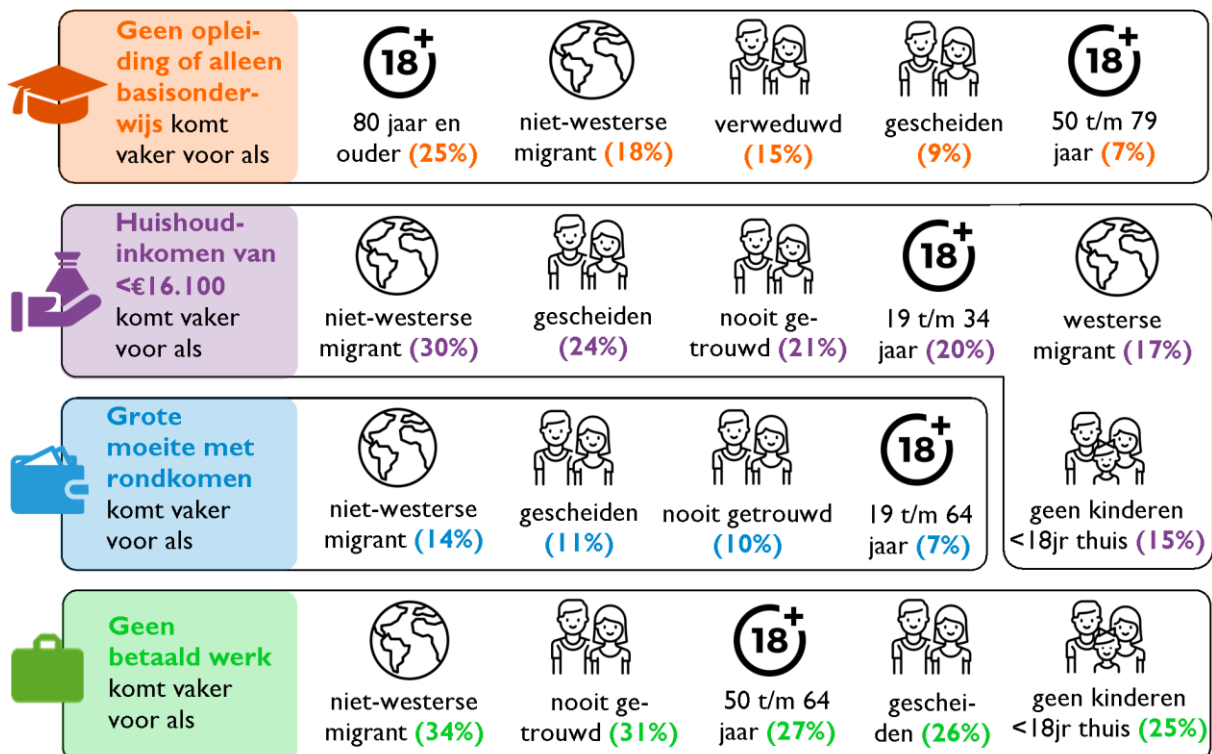 Geen oplei-
ding of alleen
basisonder-
wijs komt
vaker voor als
18+
80 jaar en
ouder (25%)
niet-westerse
migrant (18%)
verweduwd
(15%)
gescheiden
(9%)
18+
50 t/m 79
jaar (7%)
Huishoud-
inkomen van
<€16.100
komt vaker
voor als
niet-westerse
migrant (30%)
gescheiden
(24%)
nooit ge-
trouwd (21%)
18+
19 t/m 34
jaar (20%)
westerse
migrant (17%)
geen kinderen
<18jr thuis (15%)
Grote
moeite met
rondkomen
komt vaker
voor als
niet-westerse
migrant (14%)
gescheiden
(11%)
nooit getrouwd
(10%)
18+
19 t/m 64
jaar (7%)
Geen
betaald werk
komt vaker
voor als
niet-westerse
migrant (34%)
nooit ge-
trouwd (31%)
18+
50 t/m 64
jaar (27%)
geschei-
den (26%)
geen kinderen
<18jr thuis (25%)